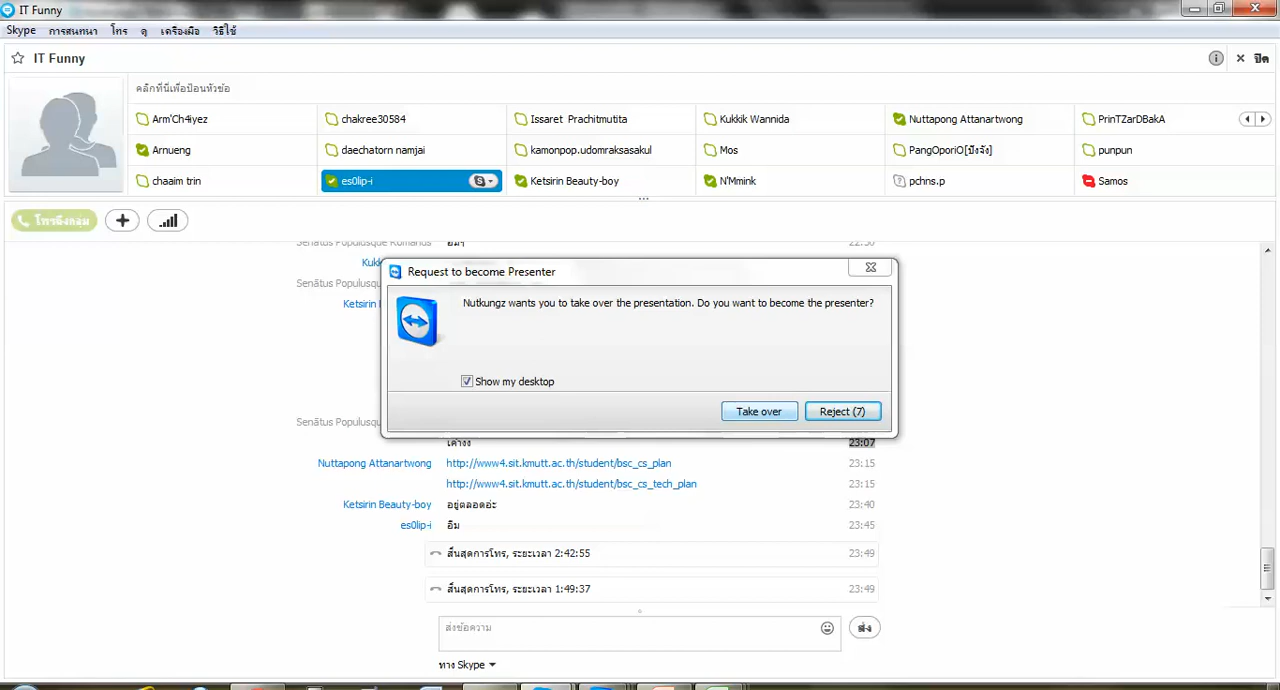 IT Funny
Skype การสนทนา โทร ดู เครื่องมือ วิธีใช้
IT Funny
ปิด
คลิกที่นี่เพื่อป้อนหัวข้อ
Arm'Ch4iyez chakree30584 Issaret Prachitmutita Kukkik Wannida Nuttapong Attanartwong PrinTZarDBakA
Arnueng daechatorn namjai kamonpop.udomraksasakul Mos PangOporiO[ปังจัง] punpun
chaaim trin es0lip-i Ketsirin Beauty-boy N'Mmink pchns.p Samos
โทรถึงกลุ่ม
Senātus Populusque Rōmānus อืมๆ 22:50
Kukk
Senātus Populusque
Ketsirin
Request to become Presenter
Nutkungz wants you to take over the presentation. Do you want to become the presenter?
Show my desktop
Take over Reject (7)
Senātus Populusque
23:07
Nuttapong Attanartwong http://www4.sit.kmutt.ac.th/student/bsc_cs_plan 23:15
http://www4.sit.kmutt.ac.th/student/bsc_cs_tech_plan 23:15
Ketsirin Beauty-boy อยู่ตลอดอ่ะ 23:40
es0lip-i อืม 23:45
สิ้นสุดการโทร, ระยะเวลา 2:42:55 23:49
สิ้นสุดการโทร, ระยะเวลา 1:49:37 23:49
ส่งข้อความ
ส่ง
ทาง Skype